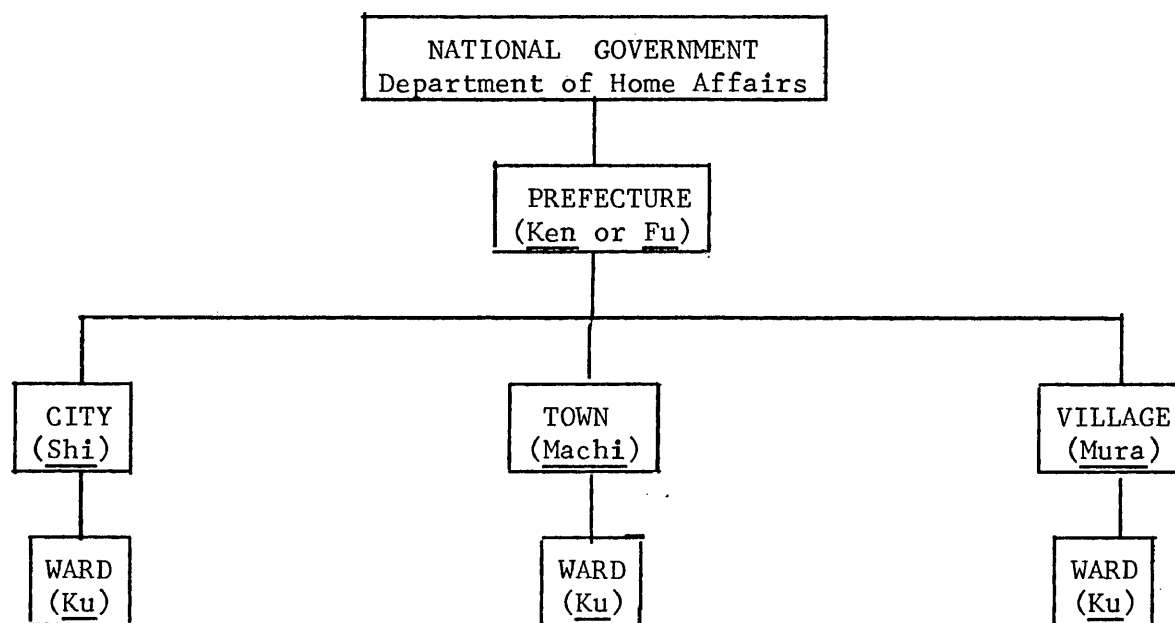 NATIONAL GOVERNMENT
Department of Home Affairs
PREFECTURE
(Ken or Fu)
CITY
(Shi)
TOWN
(Machi)
VILLAGE
(Mura)
WARD
(Ku)
WARD
(Ku)
WARD
(Ku)